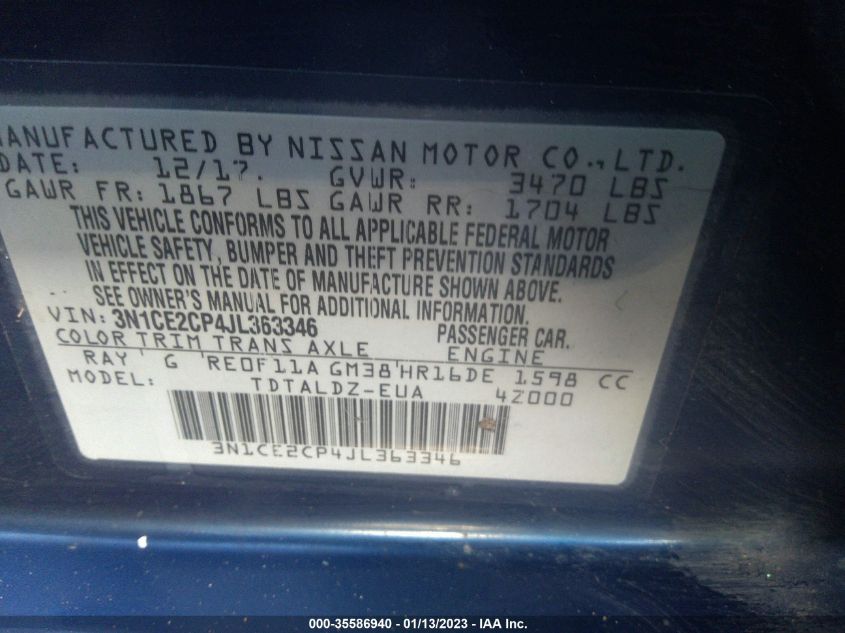 MANUFACTURED BY NISSAN MOTOR CO., LTD.
DATE: 12/17. GVWR: 3470 LBS
GAWR FR: 1867 LBS GAWR RR: 1704 LBS
THIS VEHICLE CONFORMS TO ALL APPLICABLE FEDERAL MOTOR
VEHICLE SAFETY, BUMPER AND THEFT PREVENTION STANDARDS
IN EFFECT ON THE DATE OF MANUFACTURE SHOWN ABOVE.
SEE OWNER'S MANUAL FOR ADDITIONAL INFORMATION.
VIN: 3N1CE2CP4JL363346 PASSENGER CAR.
COLOR TRIM TRANS AXLE ENGINE
RAY G RE0F11A GM38 HR16DE 1598 CC
MODEL: TDTALDZ-EUA 4Z000
3N1CE2CP4JL363346
000-35586940 - 01/13/2023 - IAA Inc.